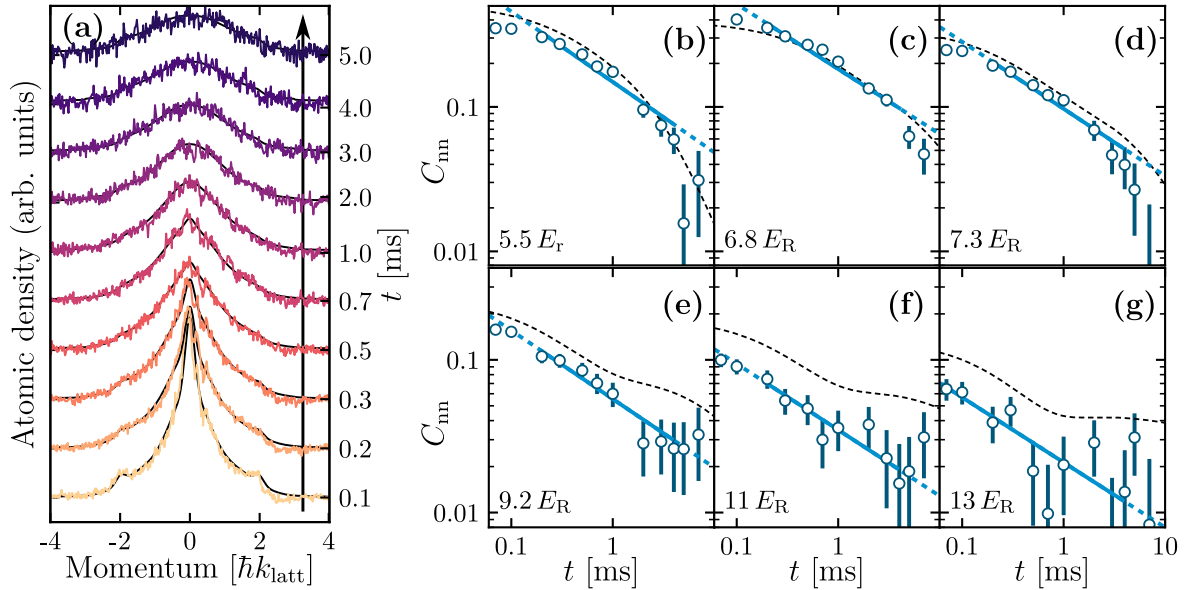 (a)
Atomic density (arb. units)
5.0
4.0
3.0
2.0
1.0
0.7
0.5
0.3
0.2
0.1
t [ms]
-4 -2 0 2 4
Momentum [ħk_latt]
(b)
5.5 E_r
(c)
6.8 E_R
(d)
7.3 E_R
C_nn
0.1
0.01
(e)
9.2 E_R
(f)
11 E_R
(g)
13 E_R
C_nn
0.1
0.01
0.1 1
t [ms]
0.1 1
t [ms]
0.1 1 10
t [ms]